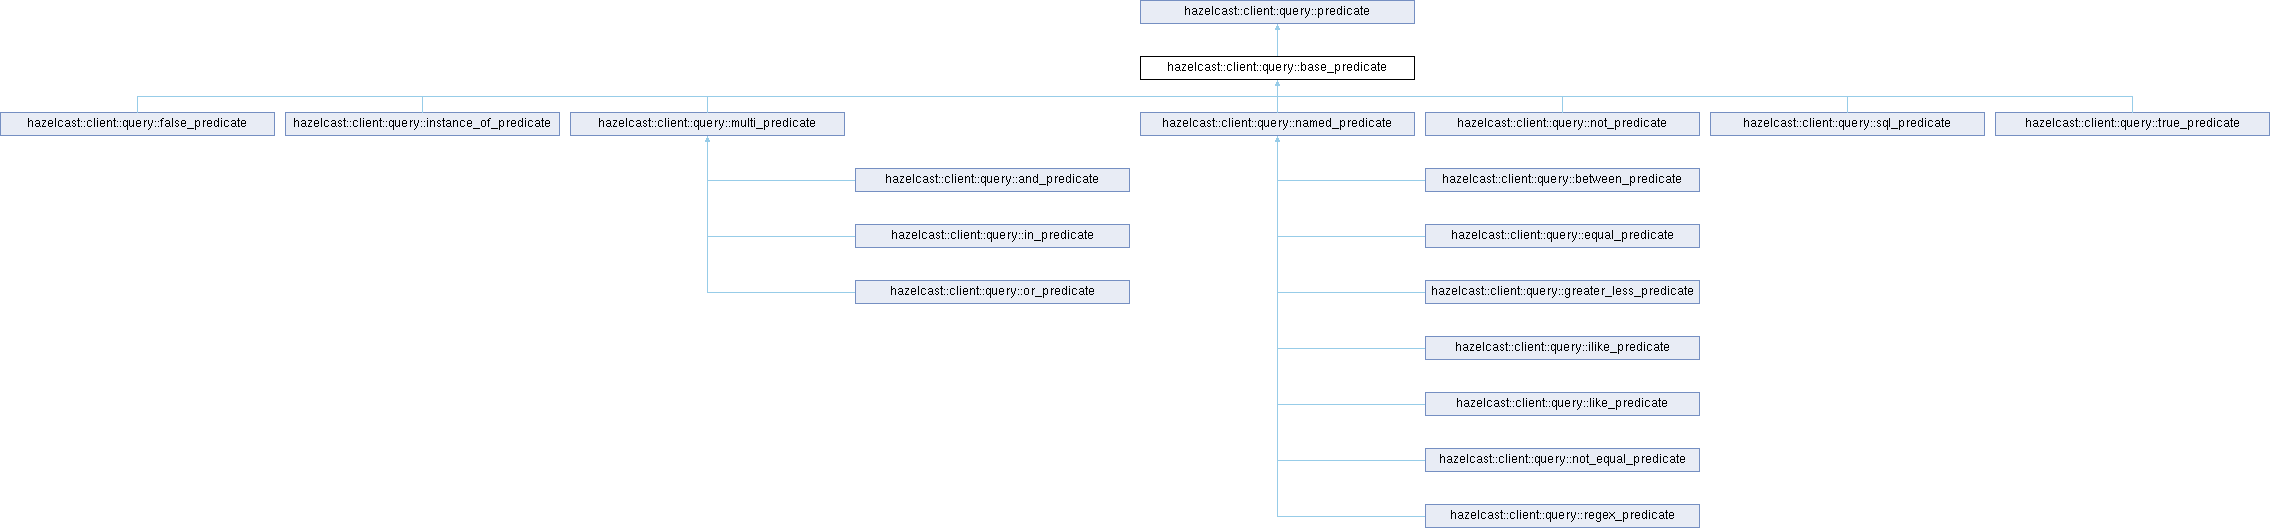 hazelcast::client::query::predicate
hazelcast::client::query::base_predicate
hazelcast::client::query::false_predicate
hazelcast::client::query::instance_of_predicate
hazelcast::client::query::multi_predicate
hazelcast::client::query::named_predicate
hazelcast::client::query::not_predicate
hazelcast::client::query::sql_predicate
hazelcast::client::query::true_predicate
hazelcast::client::query::and_predicate
hazelcast::client::query::between_predicate
hazelcast::client::query::in_predicate
hazelcast::client::query::equal_predicate
hazelcast::client::query::or_predicate
hazelcast::client::query::greater_less_predicate
hazelcast::client::query::ilike_predicate
hazelcast::client::query::like_predicate
hazelcast::client::query::not_equal_predicate
hazelcast::client::query::regex_predicate